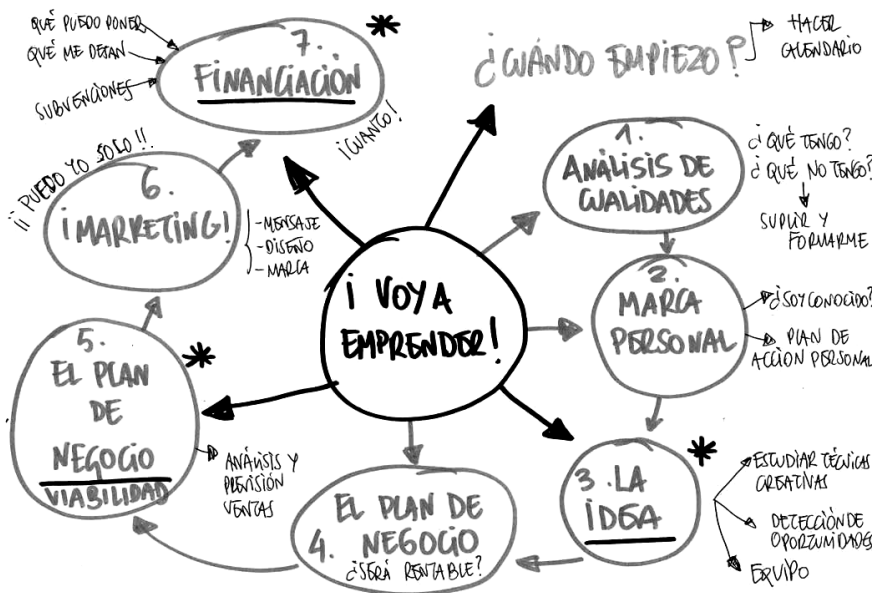 ¡ VOY A
EMPRENDER!
¿CUÁNDO EMPIEZO?
HACER
CALENDARIO
1.
ANÁLISIS DE
CUALIDADES
¿QUÉ TENGO?
¿QUÉ NO TENGO?
SUPLIR Y
FORMARME
2.
MARCA
PERSONAL
¿SOY CONOCIDO?
PLAN DE
ACCION PERSONAL
3. LA
IDEA
ESTUDIAR TÉCNICAS
CREATIVAS
DETECCIÓN DE
OPORTUNIDADES
EQUIPO
EL PLAN DE
4. NEGOCIO
¿SERÁ RENTABLE?
5.
EL PLAN
DE
NEGOCIO
VIABILIDAD
ANÁLISIS Y
PREVISIÓN
VENTAS
6.
¡MARKETING!
¡¡ PUEDO YO SOLO!!
-MENSAJE
-DISEÑO
-MARCA
7.
FINANCIACIÓN
QUÉ PUEDO PONER
QUÉ ME DEJAN
SUBVENCIONES
¡CUANTO!